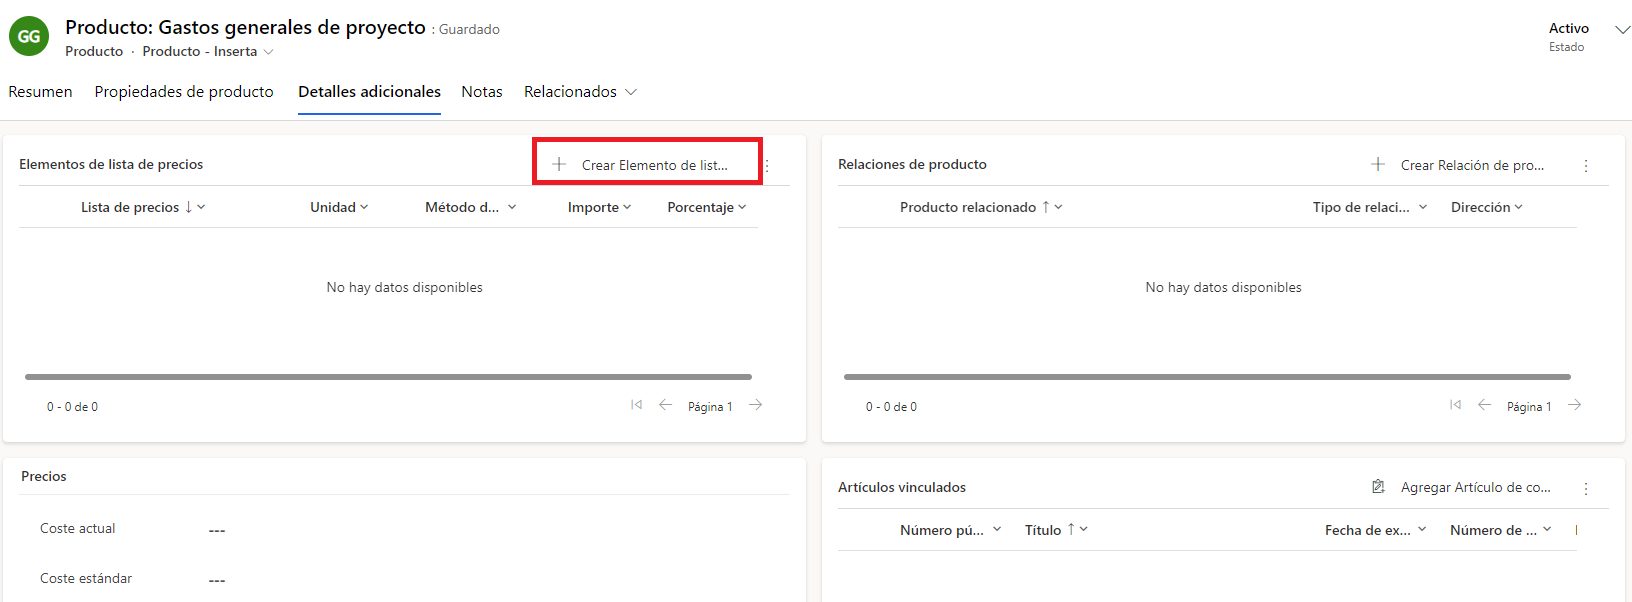 GG
Producto: Gastos generales de proyecto : Guardado
Producto · Producto - Inserta
Activo
Estado
Resumen Propiedades de producto Detalles adicionales Notas Relacionados
Elementos de lista de precios
Crear Elemento de list...
Lista de precios Unidad Método d... Importe Porcentaje
No hay datos disponibles
0 - 0 de 0
Página 1
Relaciones de producto
Crear Relación de pro...
Producto relacionado Tipo de relaci... Dirección
No hay datos disponibles
0 - 0 de 0
Página 1
Precios
Coste actual ---
Coste estándar ---
Artículos vinculados
Agregar Artículo de co...
Número pú... Título Fecha de ex... Número de ...